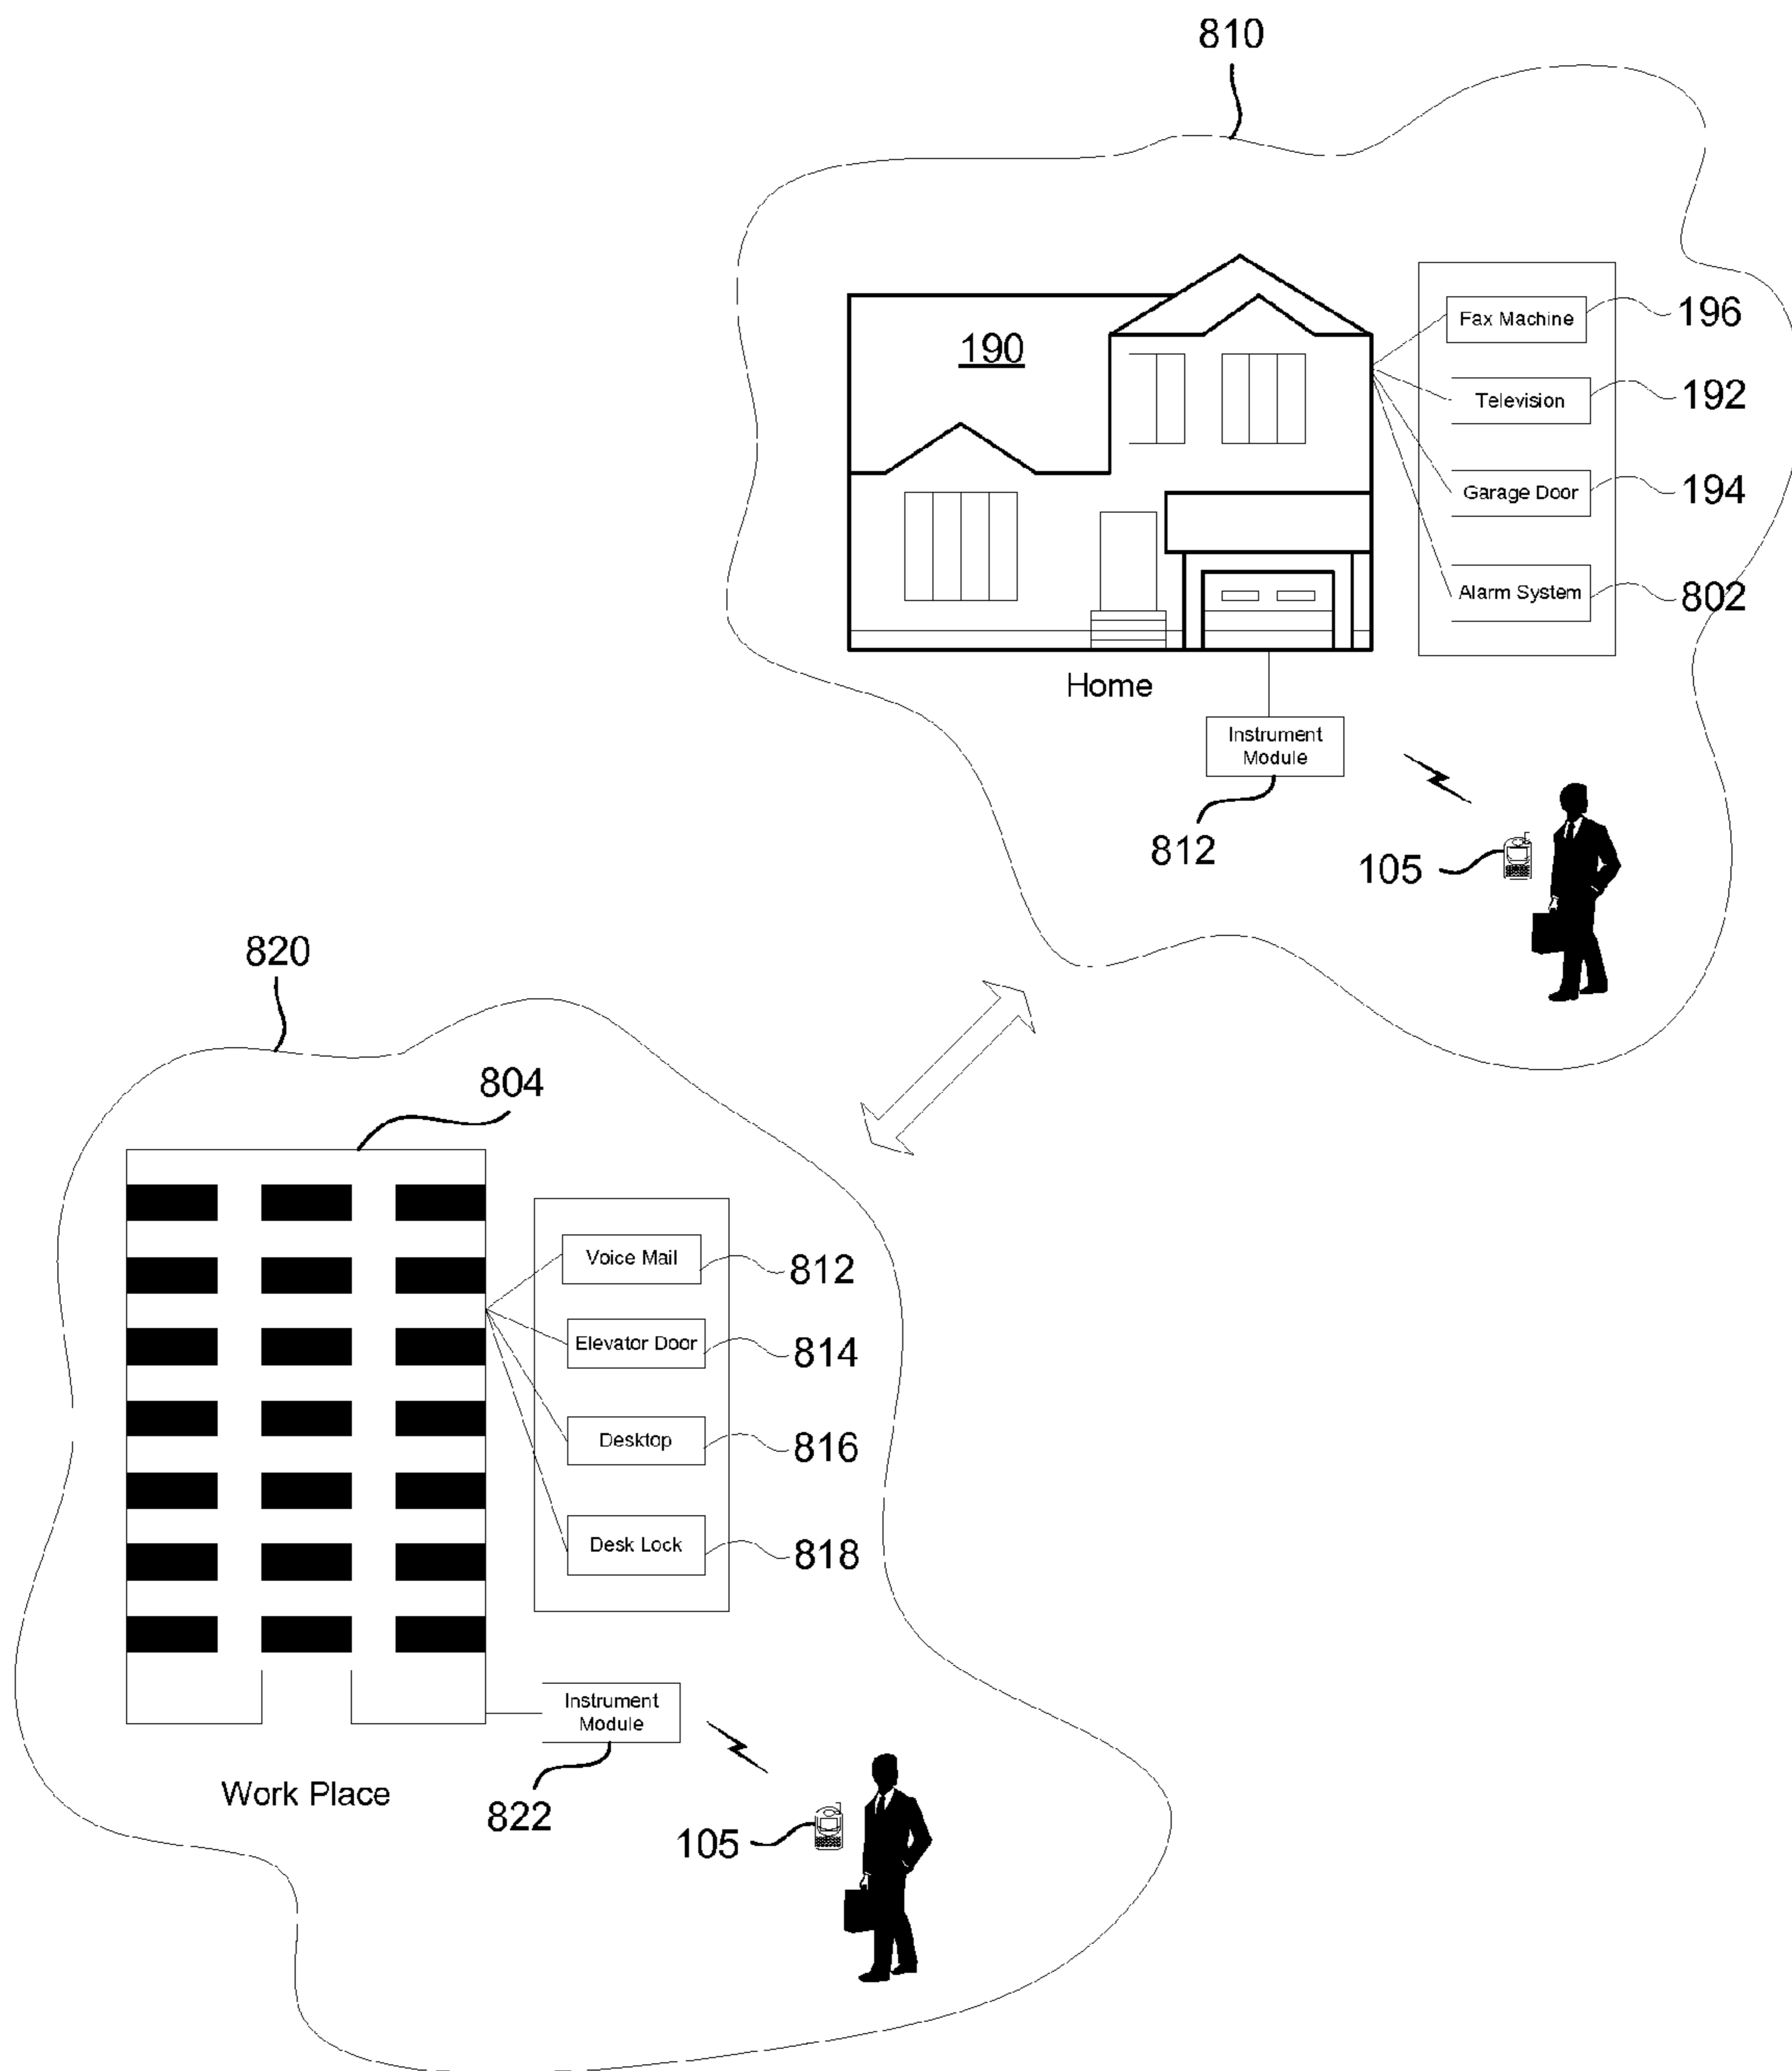 810
190
Fax Machine
196
Television
192
Garage Door
194
Alarm System
802
Home
Instrument
Module
812
105
820
804
Voice Mail
812
Elevator Door
814
Desktop
816
Desk Lock
818
Instrument
Module
Work Place
822
105